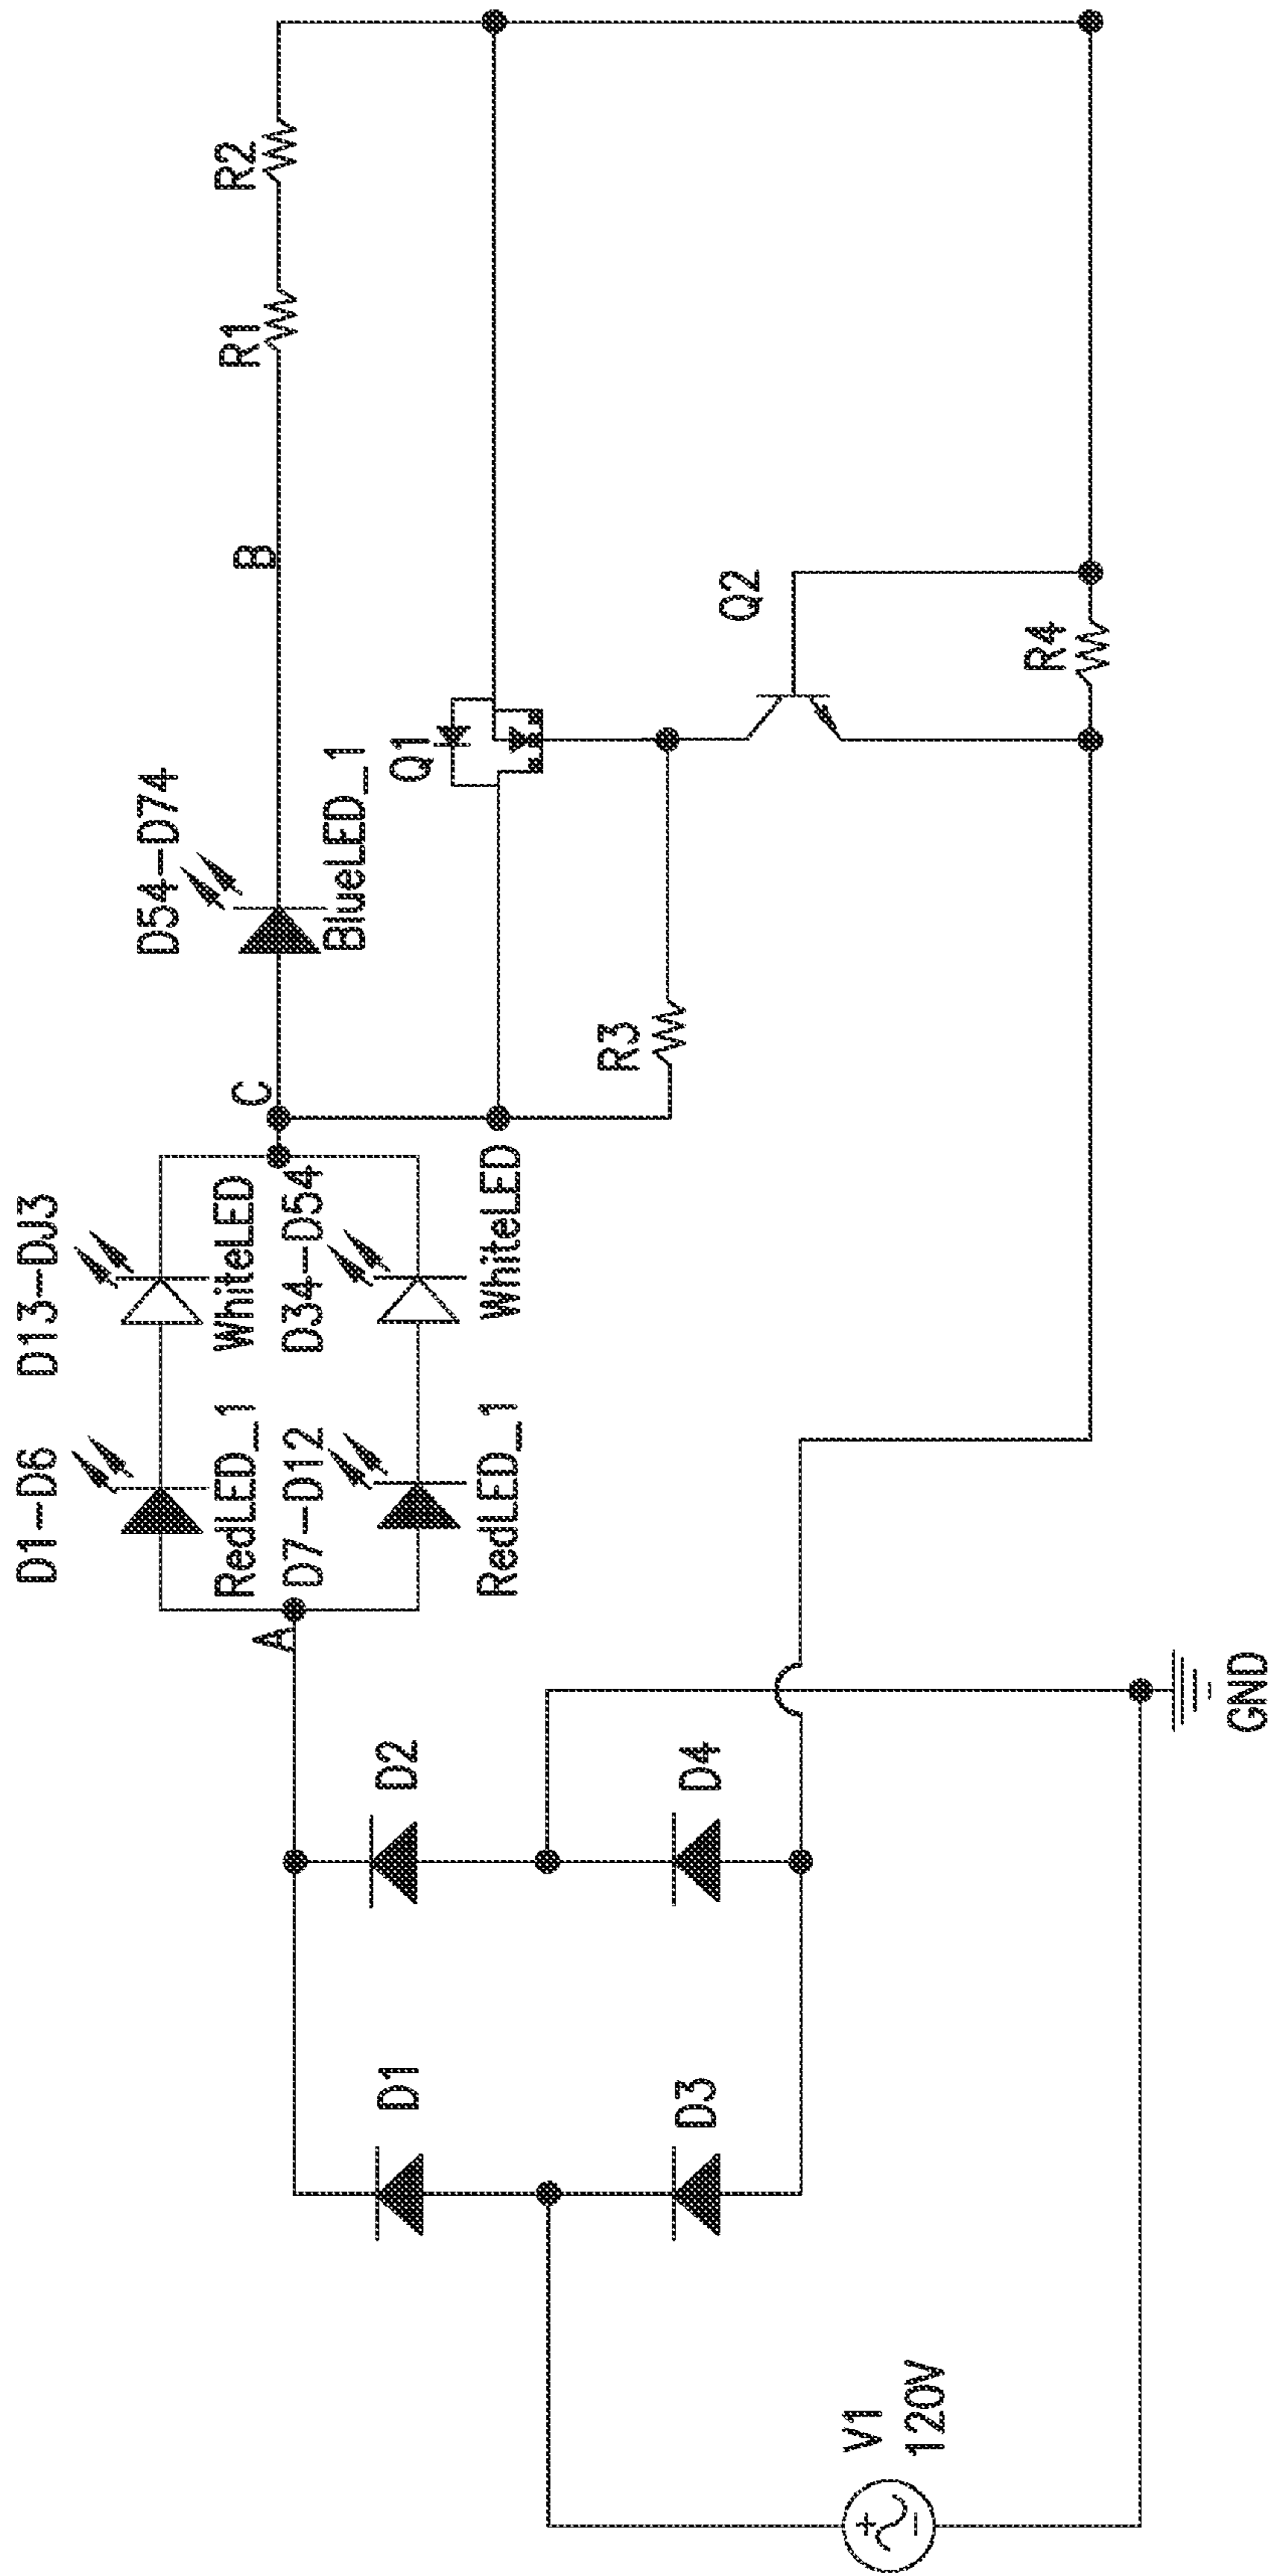 V1
120V
D1
D2
D3
D4
GND
A
D1-D6
RedLED_1
D7-D12
RedLED_1
D13-DJ3
WhiteLED
D34-D54
WhiteLED
C
D54-D74
BlueLED_1
B
R1
R2
Q1
R3
Q2
R4